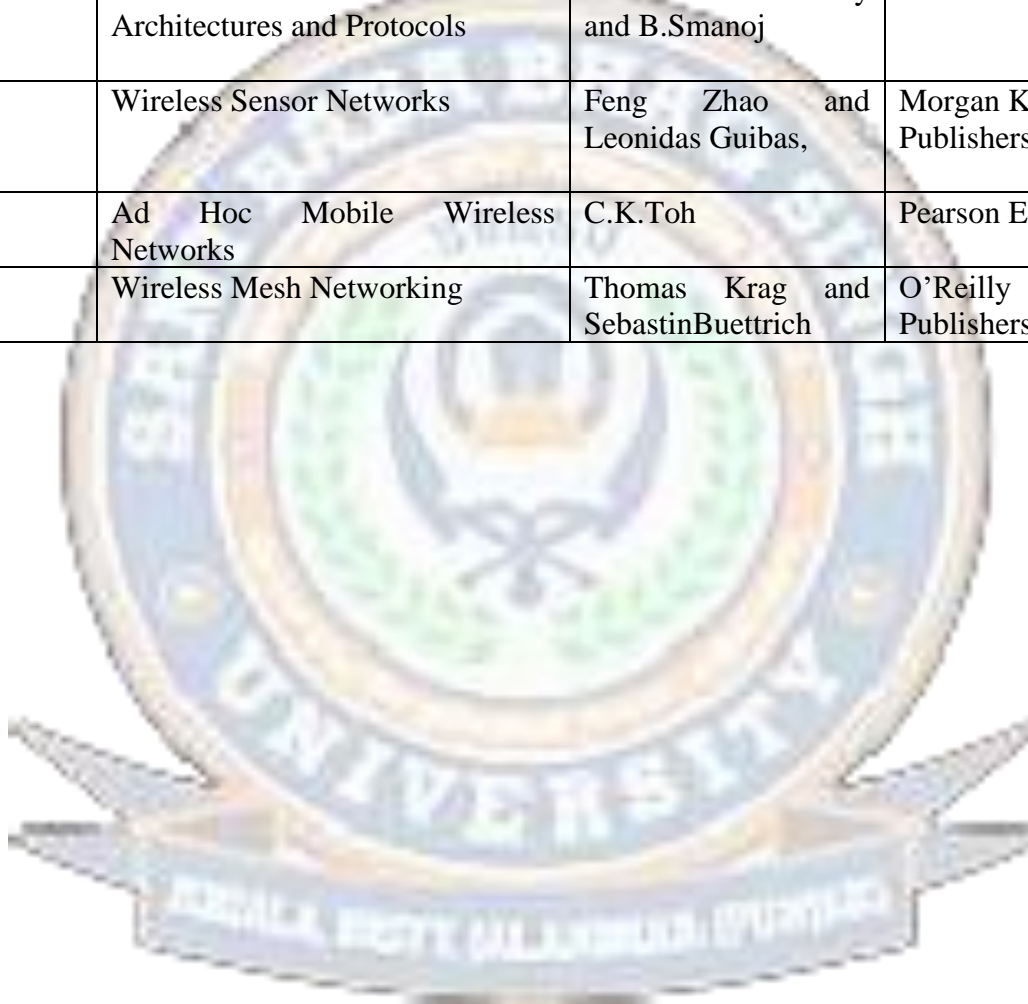 Architectures and Protocols
and B.Smanoj
Wireless Sensor Networks
Feng Zhao and
Leonidas Guibas,
Morgan K
Publishers
Ad Hoc Mobile Wireless
Networks
C.K.Toh
Pearson E
Wireless Mesh Networking
Thomas Krag and
SebastinBuettrich
O’Reilly
Publishers
UNIVERSITY